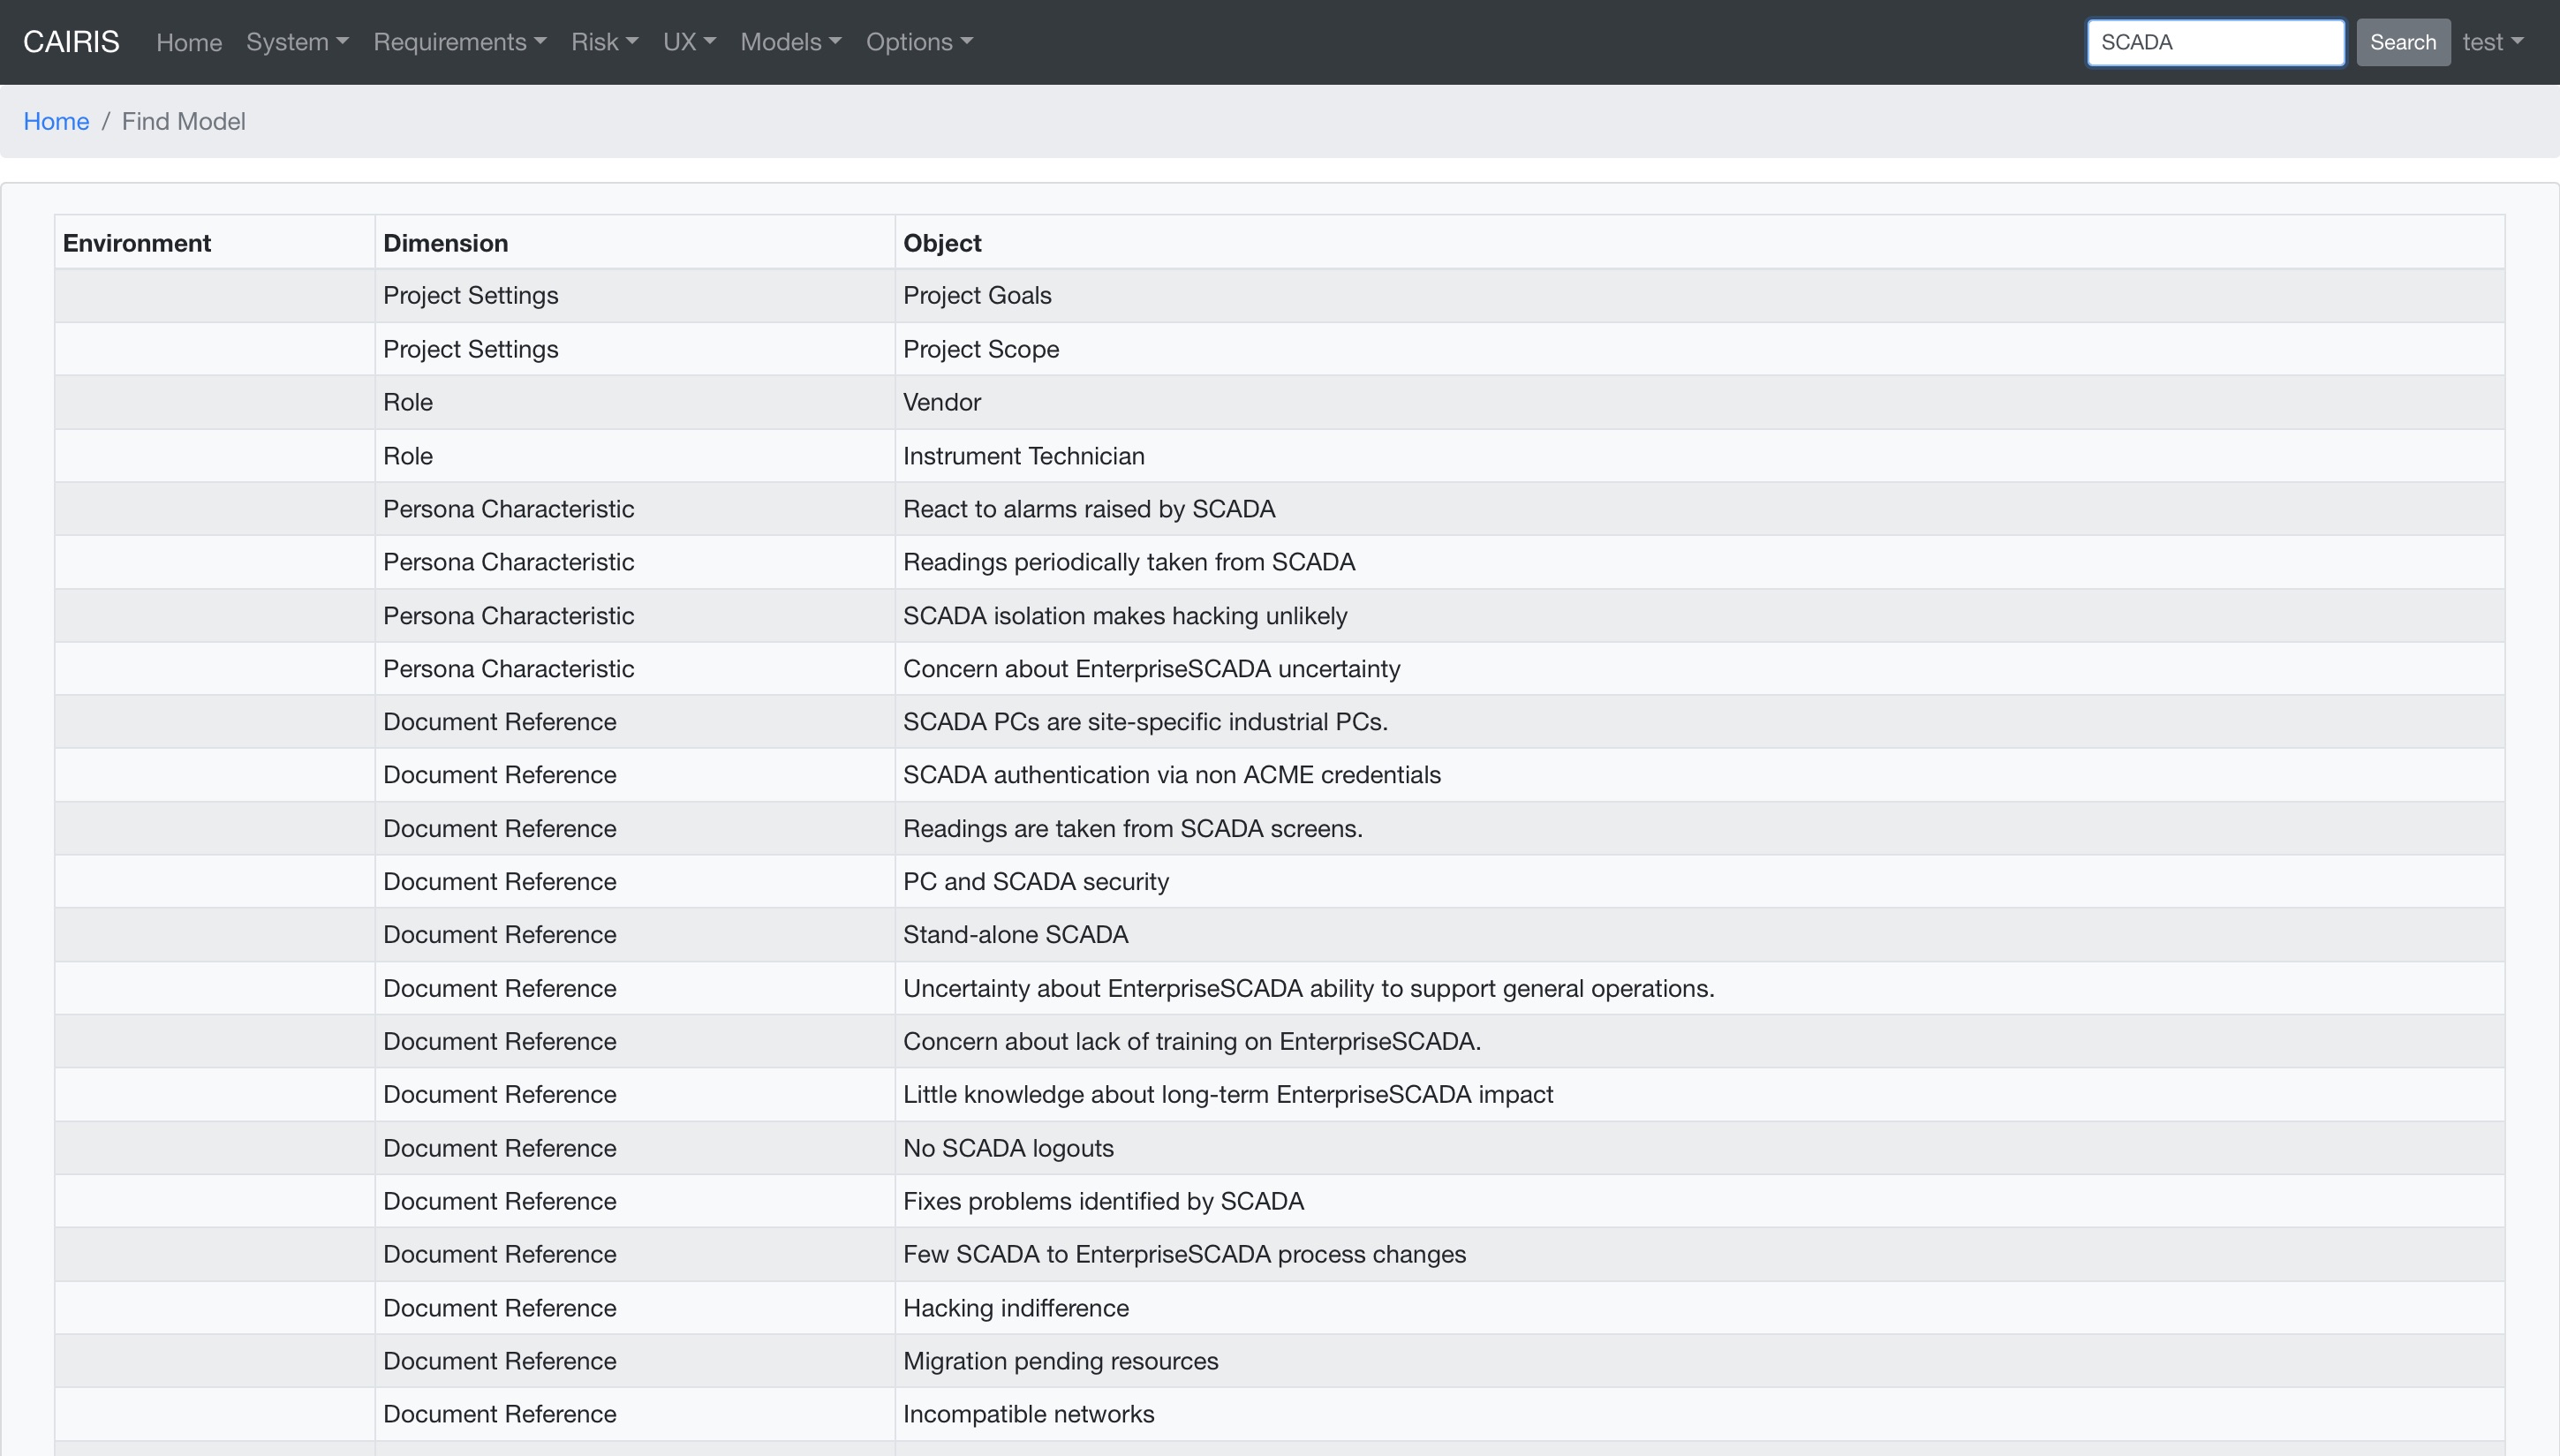 CAIRIS Home System Requirements Risk UX Models Options SCADA Search test
Home / Find Model
Environment Dimension Object
Project Settings Project Goals
Project Settings Project Scope
Role Vendor
Role Instrument Technician
Persona Characteristic React to alarms raised by SCADA
Persona Characteristic Readings periodically taken from SCADA
Persona Characteristic SCADA isolation makes hacking unlikely
Persona Characteristic Concern about EnterpriseSCADA uncertainty
Document Reference SCADA PCs are site-specific industrial PCs.
Document Reference SCADA authentication via non ACME credentials
Document Reference Readings are taken from SCADA screens.
Document Reference PC and SCADA security
Document Reference Stand-alone SCADA
Document Reference Uncertainty about EnterpriseSCADA ability to support general operations.
Document Reference Concern about lack of training on EnterpriseSCADA.
Document Reference Little knowledge about long-term EnterpriseSCADA impact
Document Reference No SCADA logouts
Document Reference Fixes problems identified by SCADA
Document Reference Few SCADA to EnterpriseSCADA process changes
Document Reference Hacking indifference
Document Reference Migration pending resources
Document Reference Incompatible networks